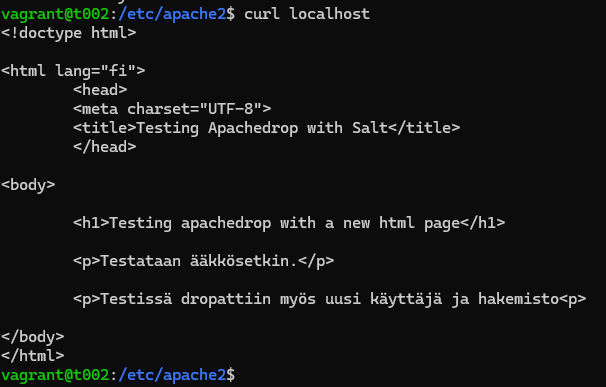 vagrant@t002:/etc/apache2$ curl localhost
<!doctype html>
<html lang="fi">
<head>
<meta charset="UTF-8">
<title>Testing Apachedrop with Salt</title>
</head>
<body>
<h1>Testing apachedrop with a new html page</h1>
<p>Testataan ääkkösetkin.</p>
<p>Testissä dropattiin myös uusi käyttäjä ja hakemisto<p>
</body>
</html>
vagrant@t002:/etc/apache2$